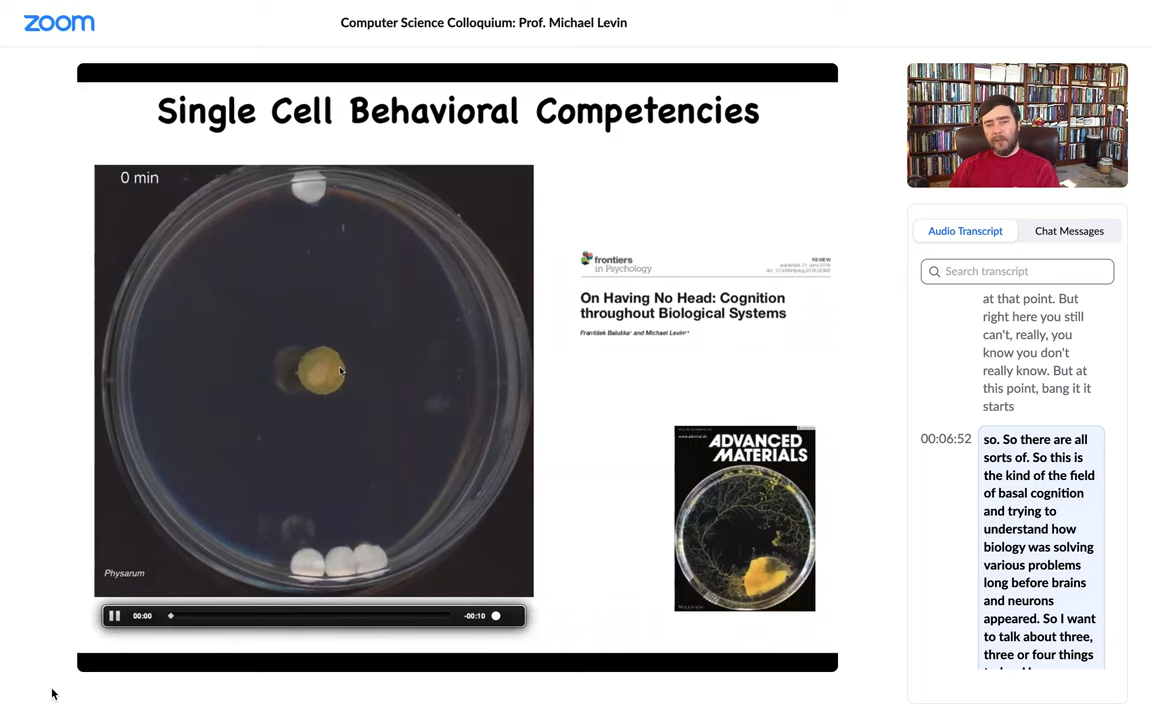 zoom
Computer Science Colloquium: Prof. Michael Levin
Single Cell Behavioral Competencies
0 min
Physarum
00:00
-00:10
frontiers
in Psychology
REVIEW
On Having No Head: Cognition
throughout Biological Systems
František Baluška¹ and Michael Levin²*
ADVANCED
MATERIALS
Audio Transcript
Chat Messages
Search transcript
at that point. But
right here you still
can't, really, you
know you don't
really know. But at
this point, bang it it
starts
00:06:52
so. So there are all
sorts of. So this is
the kind of the field
of basal cognition
and trying to
understand how
biology was solving
various problems
long before brains
and neurons
appeared. So I want
to talk about three,
three or four things